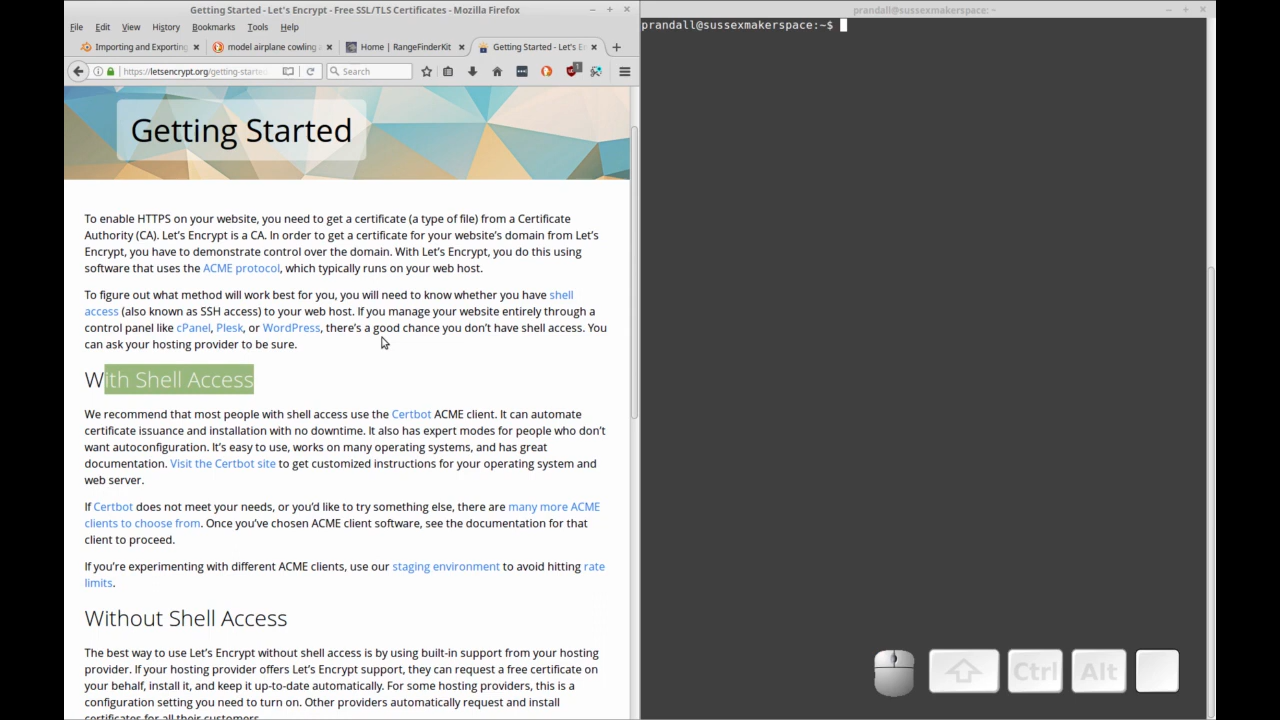 Getting Started - Let's Encrypt - Free SSL/TLS Certificates - Mozilla Firefox
File Edit View History Bookmarks Tools Help
Importing and Exporting
model airplane cowling
Home | RangeFinderKit
Getting Started - Let's E
https://letsencrypt.org/getting-started
Search
1
Getting Started
To enable HTTPS on your website, you need to get a certificate (a type of file) from a Certificate
Authority (CA). Let's Encrypt is a CA. In order to get a certificate for your website's domain from Let's
Encrypt, you have to demonstrate control over the domain. With Let's Encrypt, you do this using
software that uses the ACME protocol, which typically runs on your web host.
To figure out what method will work best for you, you will need to know whether you have shell
access (also known as SSH access) to your web host. If you manage your website entirely through a
control panel like cPanel, Plesk, or WordPress, there's a good chance you don't have shell access. You
can ask your hosting provider to be sure.
With Shell Access
We recommend that most people with shell access use the Certbot ACME client. It can automate
certificate issuance and installation with no downtime. It also has expert modes for people who don't
want autoconfiguration. It's easy to use, works on many operating systems, and has great
documentation. Visit the Certbot site to get customized instructions for your operating system and
web server.
If Certbot does not meet your needs, or you'd like to try something else, there are many more ACME
clients to choose from. Once you've chosen ACME client software, see the documentation for that
client to proceed.
If you're experimenting with different ACME clients, use our staging environment to avoid hitting rate
limits.
Without Shell Access
The best way to use Let's Encrypt without shell access is by using built-in support from your hosting
provider. If your hosting provider offers Let's Encrypt support, they can request a free certificate on
your behalf, install it, and keep it up-to-date automatically. For some hosting providers, this is a
configuration setting you need to turn on. Other providers automatically request and install
certificates for all their customers.
prandall@sussexmakerspace: ~
prandall@sussexmakerspace:~$
Ctrl
Alt